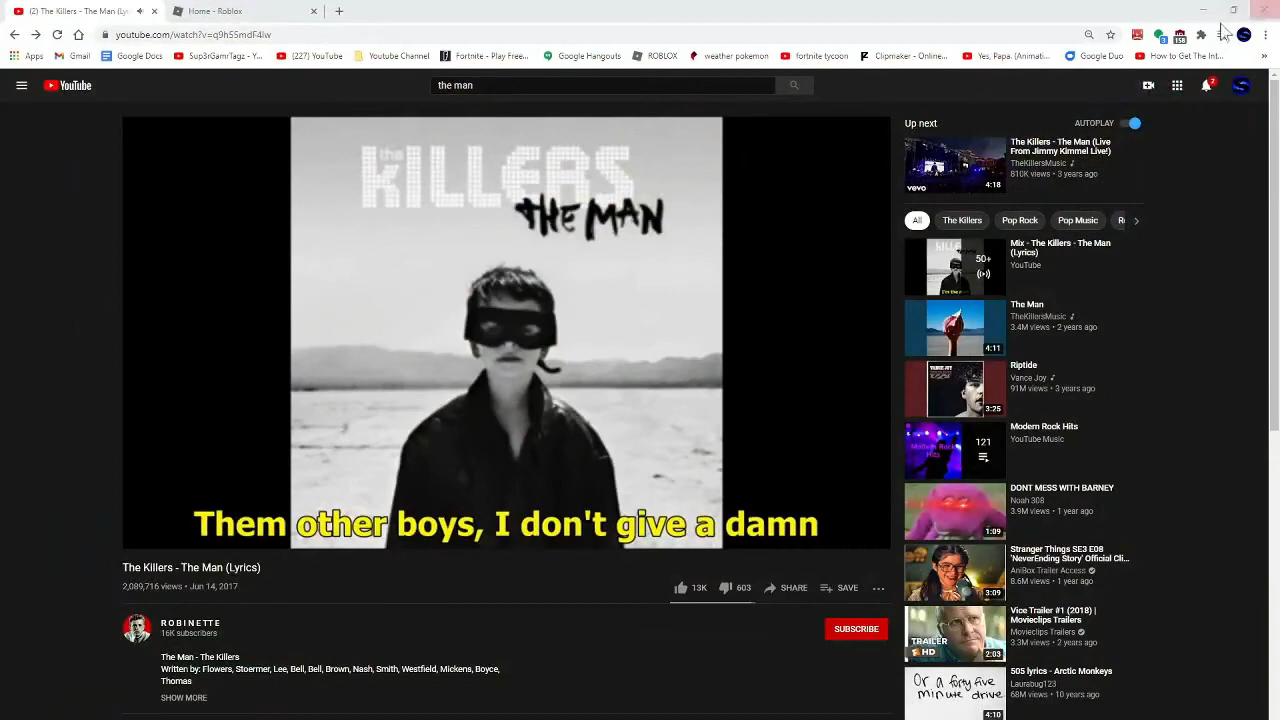 (2) The Killers - The Man (Lyri
Home - Roblox
youtube.com/watch?v=q9h55mdF4lw
3
158
Apps
Gmail
Google Docs
Sup3rGamrTagz - Y...
(227) YouTube
Youtube Channel
Fortnite - Play Free...
Google Hangouts
ROBLOX
weather pokemon
fortnite tycoon
Clipmaker - Online...
Yes, Papa. (Animati...
Google Duo
How to Get The Int...
YouTube
the man
2
the
KILLERS
THE MAN
Them other boys, I don't give a damn
The Killers - The Man (Lyrics)
2,089,716 views • Jun 14, 2017
13K
603
SHARE
SAVE
R O B I N E T T E
16K subscribers
SUBSCRIBE
The Man - The Killers
Written by: Flowers, Stoermer, Lee, Bell, Bell, Brown, Nash, Smith, Westfield, Mickens, Boyce,
Thomas
SHOW MORE
Up next
AUTOPLAY
vevo
4:18
The Killers - The Man (Live
From Jimmy Kimmel Live!)
TheKillersMusic
810K views • 3 years ago
All
The Killers
Pop Rock
Pop Music
50+
Mix - The Killers - The Man
(Lyrics)
YouTube
4:11
The Man
TheKillersMusic
3.4M views • 2 years ago
3:25
Riptide
Vance Joy
91M views • 3 years ago
Modern Rock
Hits
121
Modern Rock Hits
YouTube Music
1:09
DONT MESS WITH BARNEY
Noah 308
3.9M views • 1 year ago
3:09
Stranger Things SE3 E08
'NeverEnding Story' Official Cli...
AniBox Trailer Access
8.6M views • 1 year ago
TRAILER
HD
2:03
Vice Trailer #1 (2018) |
Movieclips Trailers
Movieclips Trailers
3.3M views • 2 years ago
Or a forty five
minute drive
4:10
505 lyrics - Arctic Monkeys
Laurabug123
68M views • 10 years ago